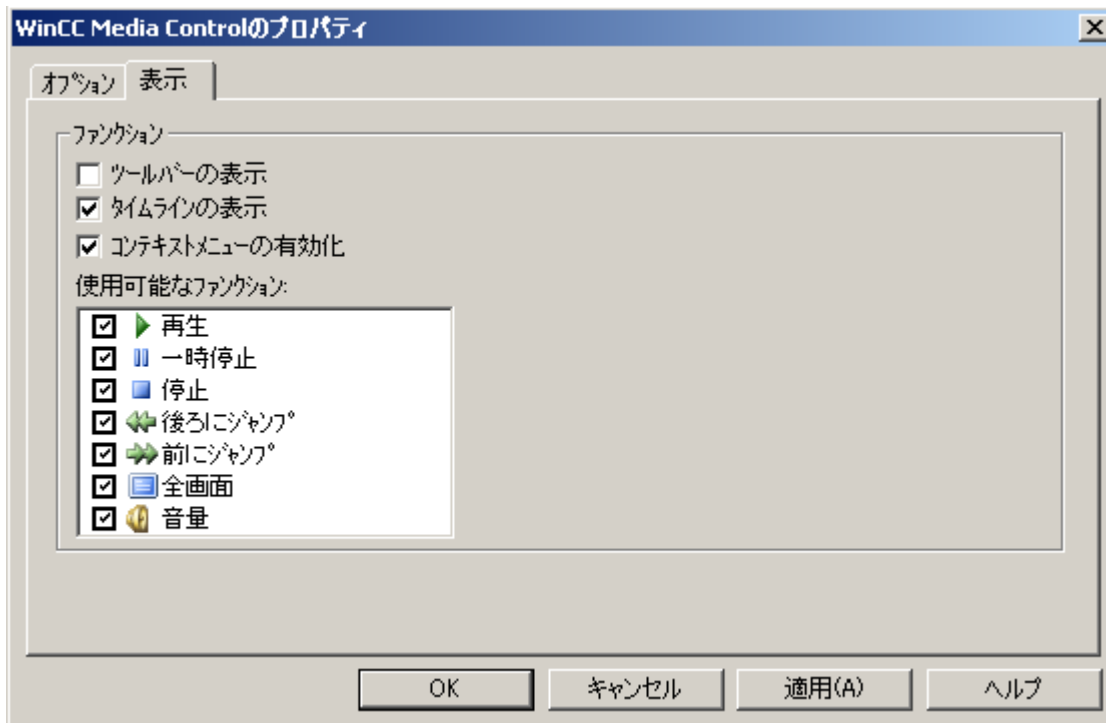 WinCC Media Controlのプロパティ
オプション 表示
ファンクション
ツールバーの表示
タイムラインの表示
コンテキストメニューの有効化
使用可能なファンクション:
再生
一時停止
停止
後ろにジャンプ
前にジャンプ
全画面
音量
OK キャンセル 適用(A) ヘルプ